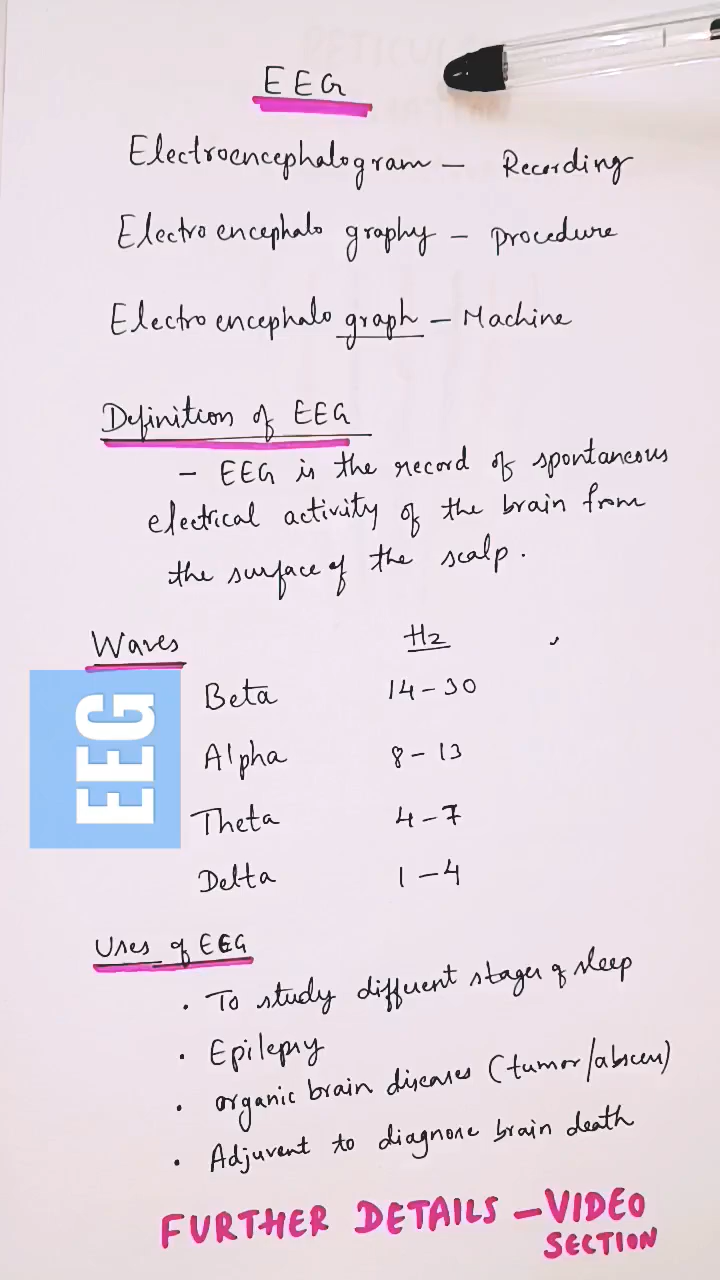 EEG
Electroencephalogram – Recording
Electro encephalo graphy – procedure
Electro encephalo graph – Machine
Definition of EEG
– EEG is the record of spontaneous
electrical activity of the brain from
the surface of the scalp.
Waves Hz
Beta 14 – 30
Alpha 8 – 13
Theta 4 – 7
Delta 1 – 4
EEG
Uses of EEG
• To study different stages of sleep
• Epilepsy
• organic brain diseases (tumor/abscess)
• Adjuvent to diagnose brain death
FURTHER DETAILS – VIDEO
SECTION